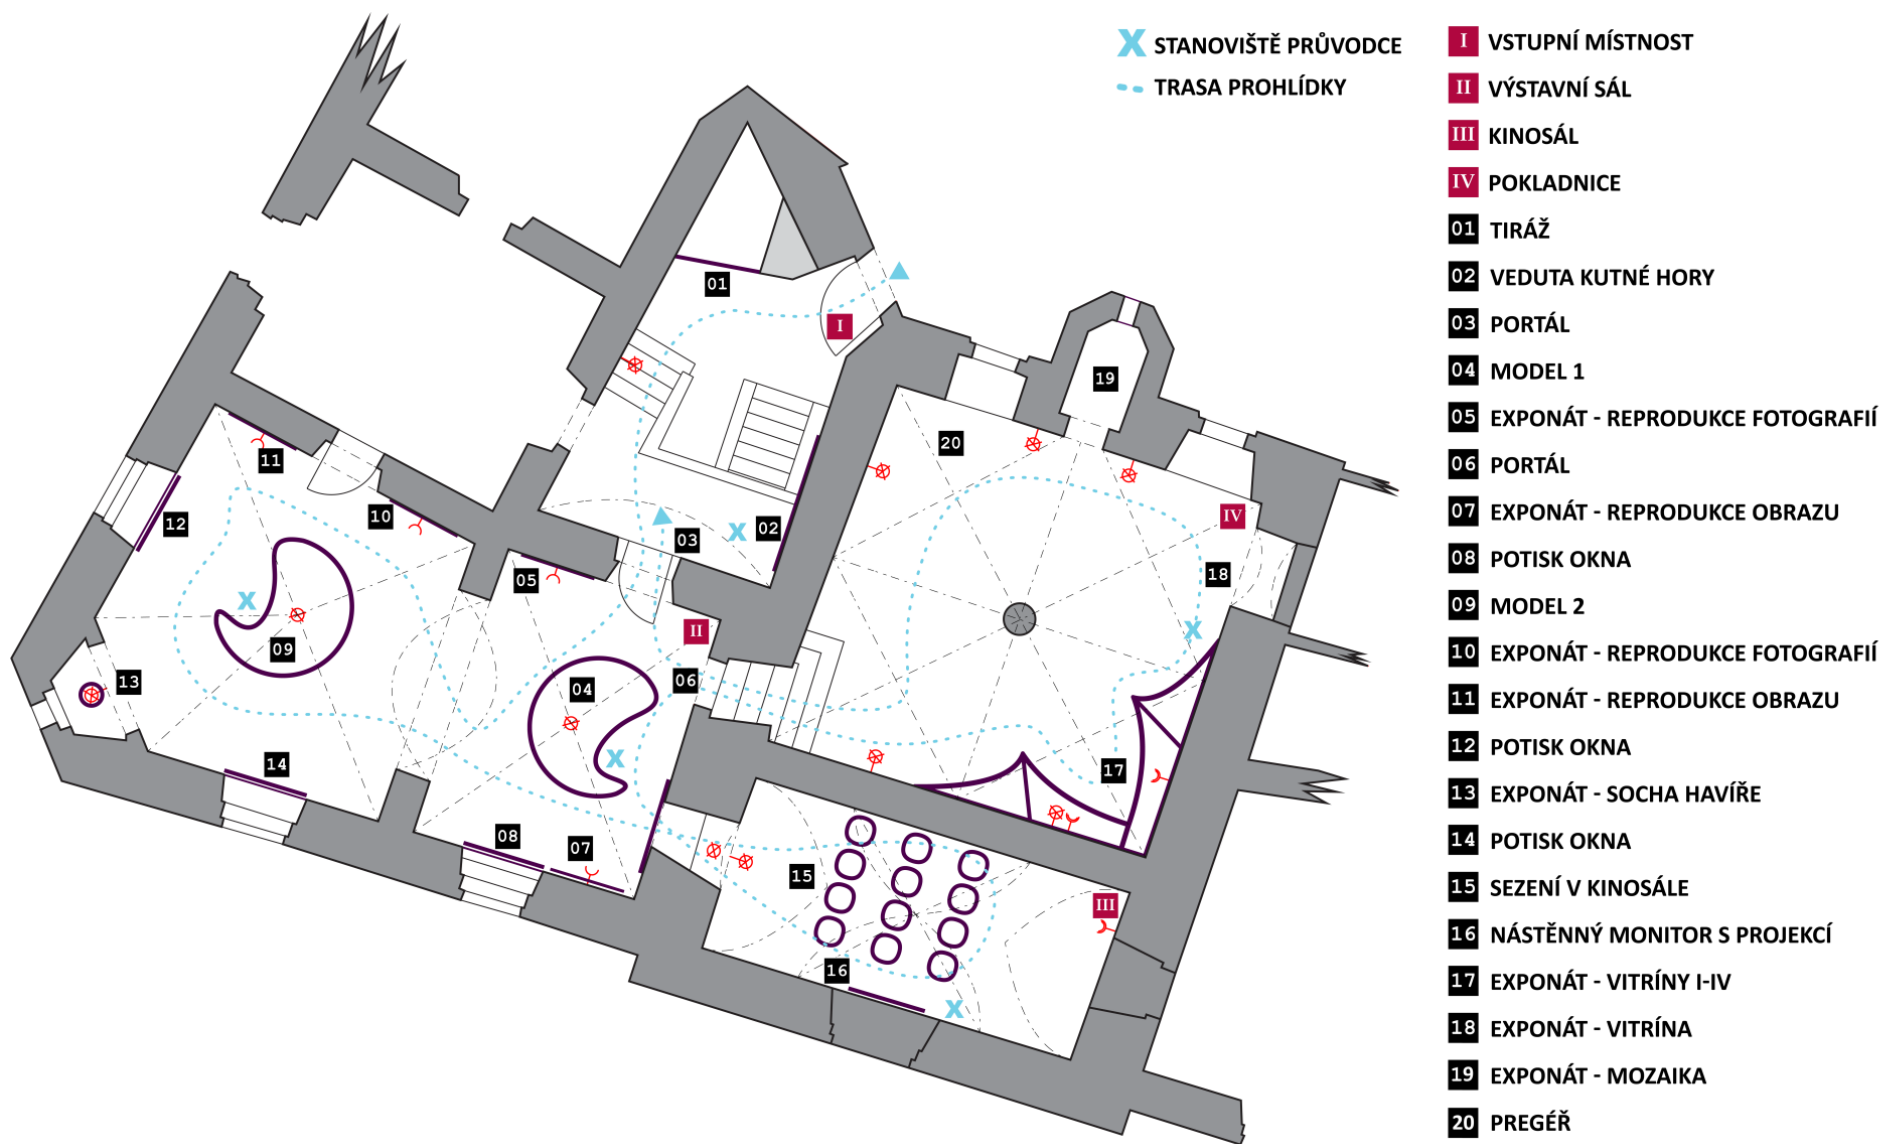 X STANOVIŠTĚ PRŮVODCE
TRASA PROHLÍDKY
I VSTUPNÍ MÍSTNOST
II VÝSTAVNÍ SÁL
III KINOSÁL
IV POKLADNICE
01 TIRÁŽ
02 VEDUTA KUTNÉ HORY
03 PORTÁL
04 MODEL 1
05 EXPONÁT - REPRODUKCE FOTOGRAFIÍ
06 PORTÁL
07 EXPONÁT - REPRODUKCE OBRAZU
08 POTISK OKNA
09 MODEL 2
10 EXPONÁT - REPRODUKCE FOTOGRAFIÍ
11 EXPONÁT - REPRODUKCE OBRAZU
12 POTISK OKNA
13 EXPONÁT - SOCHA HAVÍŘE
14 POTISK OKNA
15 SEZENÍ V KINOSÁLE
16 NÁSTĚNNÝ MONITOR S PROJEKCÍ
17 EXPONÁT - VITRÍNY I-IV
18 EXPONÁT - VITRÍNA
19 EXPONÁT - MOZAIKA
20 PREGÉŘ
01
I
19
20
11
10
12
02
IV
03
05
18
X
X
X
II
09
13
06
04
X
14
17
08
07
15
III
16
X